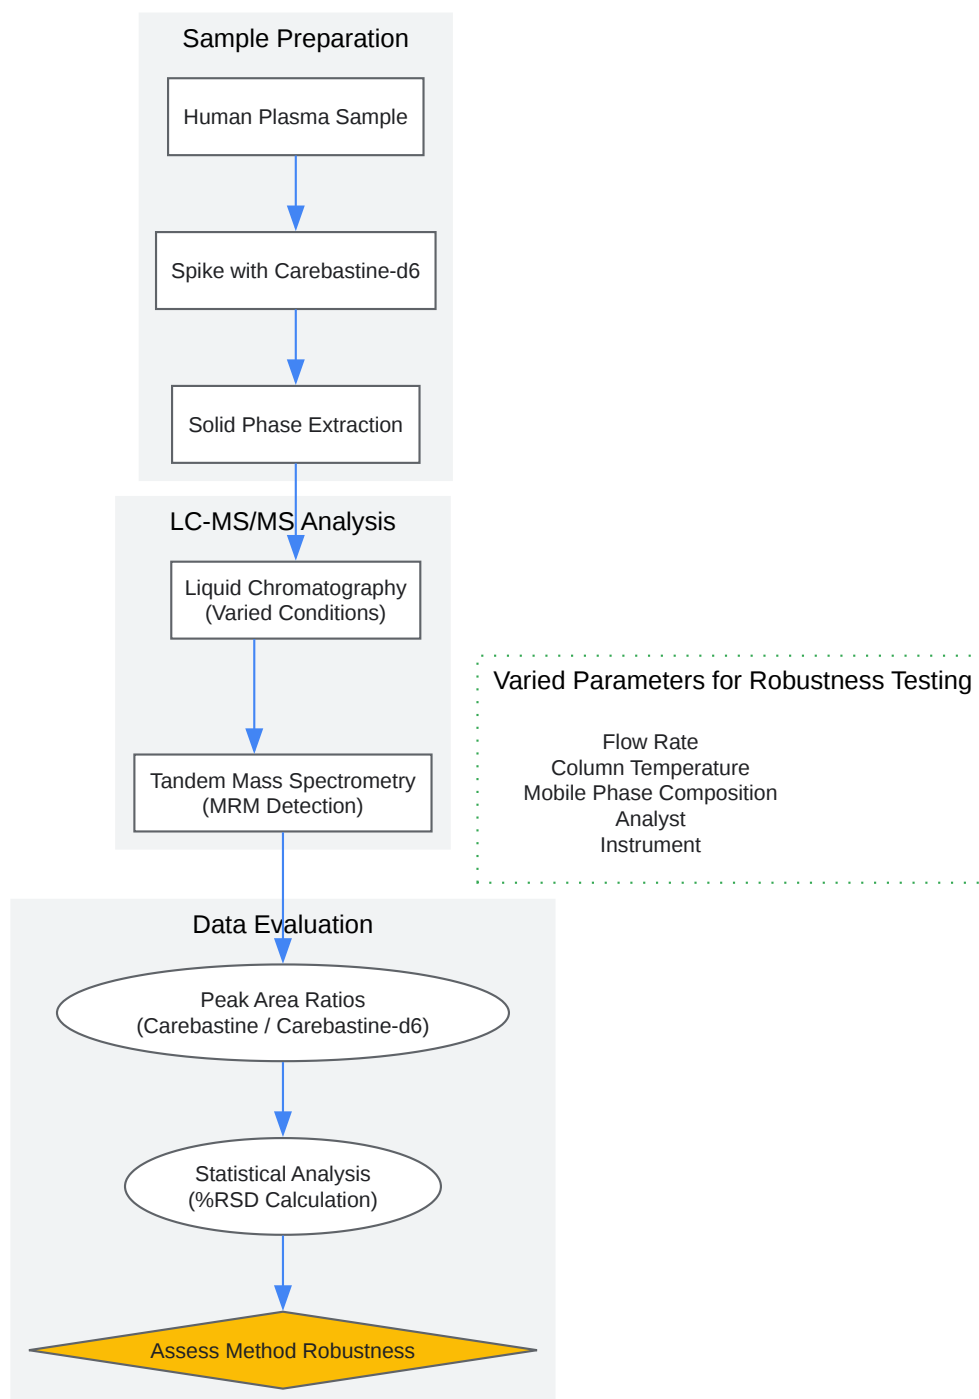 Sample Preparation
Human Plasma Sample
Spike with Carebastine-d6
Solid Phase Extraction
LC-MS/MS Analysis
Liquid Chromatography
(Varied Conditions)
Varied Parameters for Robustness Testing
Flow Rate
Column Temperature
Mobile Phase Composition
Analyst
Instrument
Tandem Mass Spectrometry
(MRM Detection)
Data Evaluation
Peak Area Ratios
(Carebastine / Carebastine-d6)
Statistical Analysis
(%RSD Calculation)
Assess Method Robustness